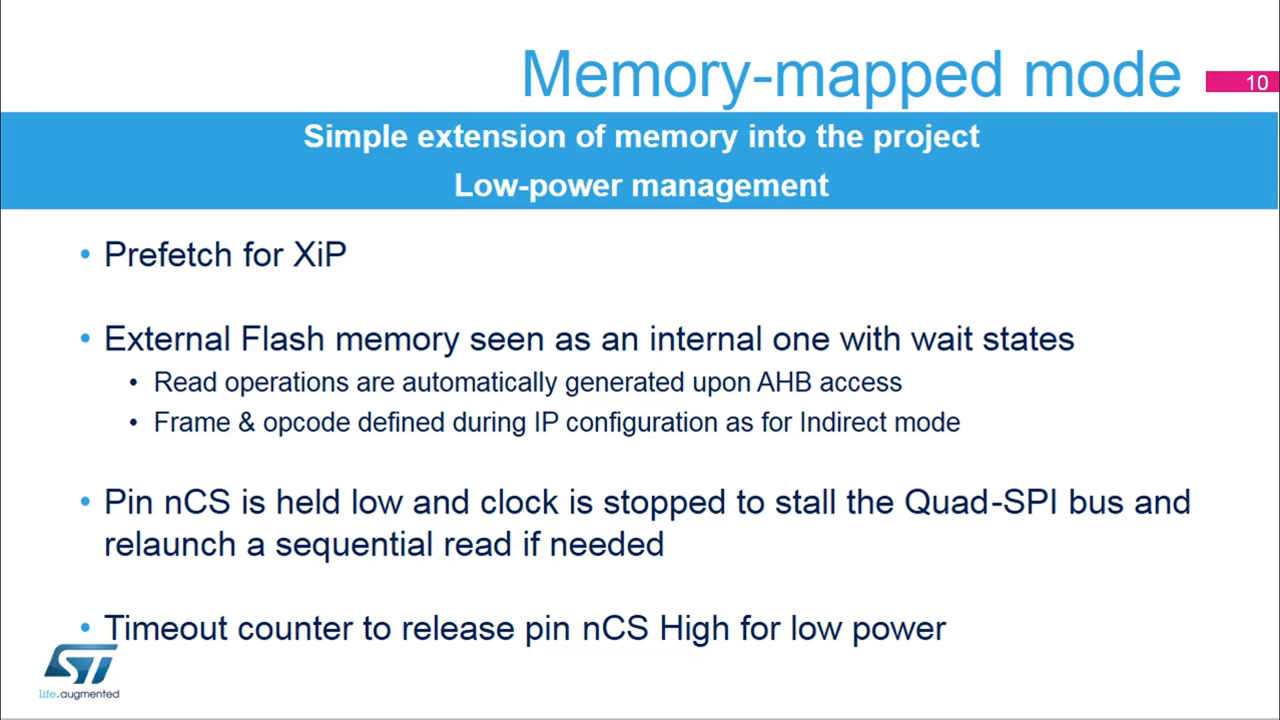 Memory-mapped mode
10
Simple extension of memory into the project
Low-power management
• Prefetch for XiP
• External Flash memory seen as an internal one with wait states
• Read operations are automatically generated upon AHB access
• Frame & opcode defined during IP configuration as for Indirect mode
• Pin nCS is held low and clock is stopped to stall the Quad-SPI bus and
relaunch a sequential read if needed
• Timeout counter to release pin nCS High for low power
ST
life.augmented